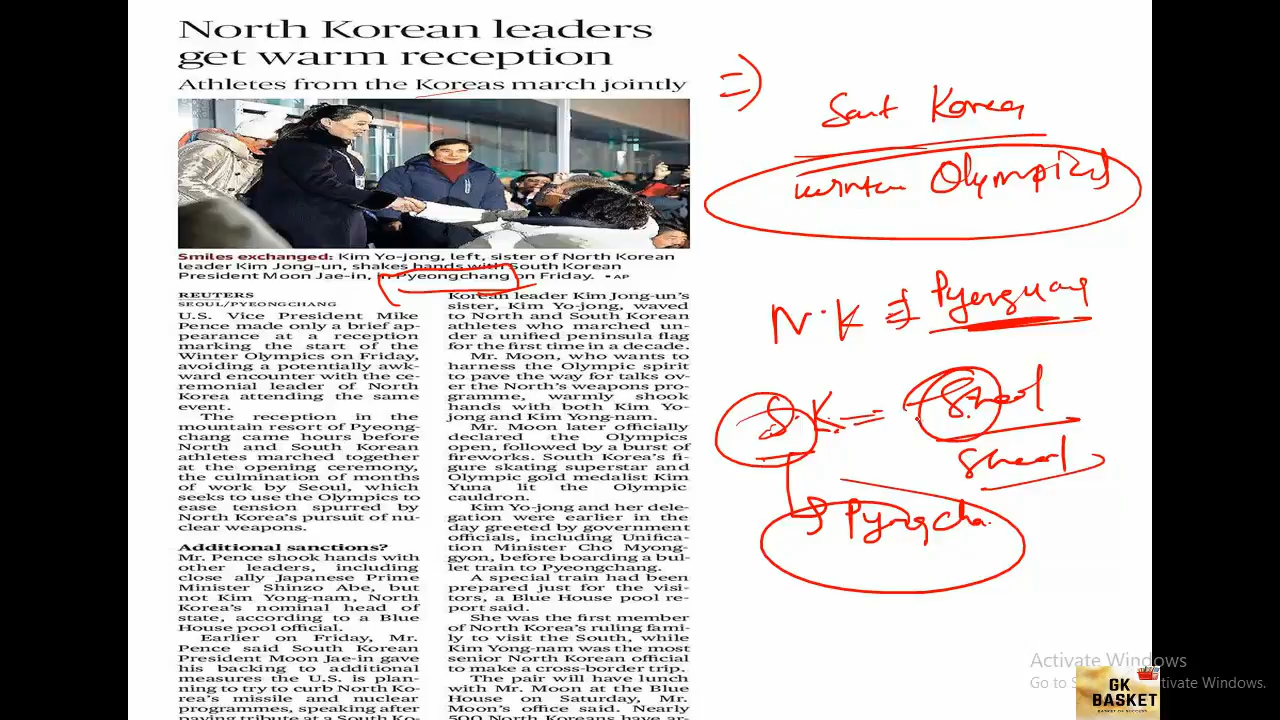 North Korean leaders
get warm reception
Athletes from the Koreas march jointly
Smiles exchanged: Kim Yo-jong, left, sister of North Korean
leader Kim Jong-un, shakes hands with South Korean
President Moon Jae-in, in Pyeongchang on Friday. • AP
REUTERS
SEOUL/PYEONGCHANG
U.S. Vice President Mike
Pence made only a brief ap-
pearance at a reception
marking the start of the
Winter Olympics on Friday,
avoiding a potentially awk-
ward encounter with the ce-
remonial leader of North
Korea attending the same
event.
The reception in the
mountain resort of Pyeong-
chang came hours before
North and South Korean
athletes marched together
at the opening ceremony,
the culmination of months
of work by Seoul, which
seeks to use the Olympics to
ease tension spurred by
North Korea's pursuit of nu-
clear weapons.
Additional sanctions?
Mr. Pence shook hands with
other leaders, including
close ally Japanese Prime
Minister Shinzo Abe, but
not Kim Yong-nam, North
Korea's nominal head of
state, according to a Blue
House pool official.
Earlier on Friday, Mr.
Pence said South Korean
President Moon Jae-in gave
his backing to additional
measures the U.S. is plan-
ning to try to curb North Ko-
rea's missile and nuclear
programmes, speaking after
paying tribute at a South Ko-
Korean leader Kim Jong-un's
sister, Kim Yo-jong, waved
to North and South Korean
athletes who marched un-
der a unified peninsula flag
for the first time in a decade.
Mr. Moon, who wants to
harness the Olympic spirit
to pave the way for talks ov-
er the North's weapons pro-
gramme, warmly shook
hands with both Kim Yo-
jong and Kim Yong-nam.
Mr. Moon later officially
declared the Olympics
open, followed by a burst of
fireworks. South Korea's fi-
gure skating superstar and
Olympic gold medalist Kim
Yuna lit the Olympic
cauldron.
Kim Yo-jong and her dele-
gation were earlier in the
day greeted by government
officials, including Unifica-
tion Minister Cho Myong-
gyon, before boarding a bul-
let train to Pyeongchang.
A special train had been
prepared just for the visi-
tors, a Blue House pool re-
port said.
She was the first member
of North Korea's ruling fami-
ly to visit the South, while
Kim Yong-nam was the most
senior North Korean official
to make a cross-border trip.
The pair will have lunch
with Mr. Moon at the Blue
House on Saturday, Mr.
Moon's office said. Nearly
500 North Koreans have ar-
Korea
Winter Olympics
N.K
S.K. =
Activate Windows
Go to S ctivate Windows.
GK
BASKET